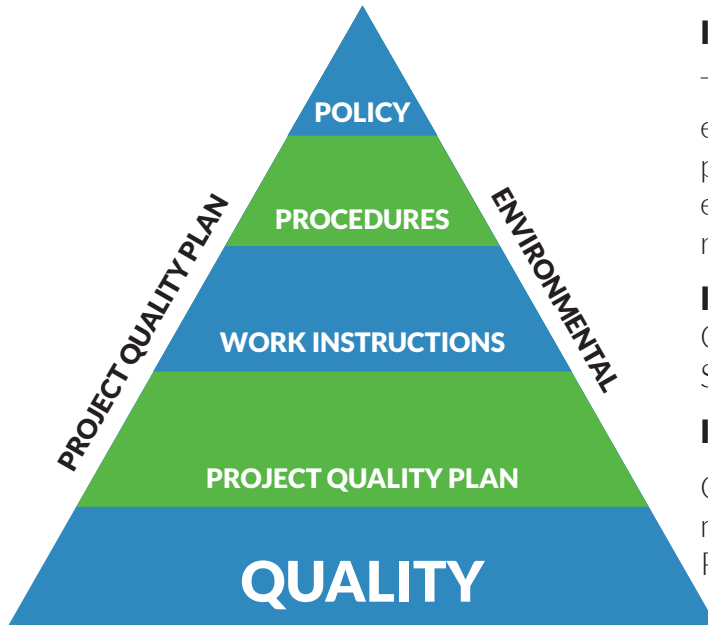 POLICY
PROCEDURES
WORK INSTRUCTIONS
PROJECT QUALITY PLAN
QUALITY
PROJECT QUALITY PLAN
ENVIRONMENTAL